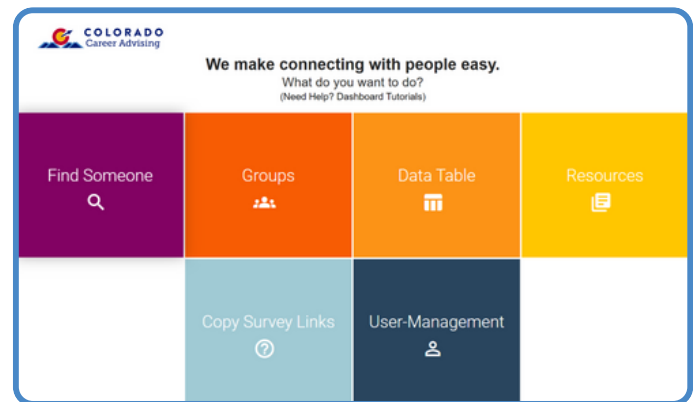 COLORADO
Career Advising
We make connecting with people easy.
What do you want to do?
(Need Help? Dashboard Tutorials)
Find Someone
Groups
Data Table
Resources
Copy Survey Links
User-Management